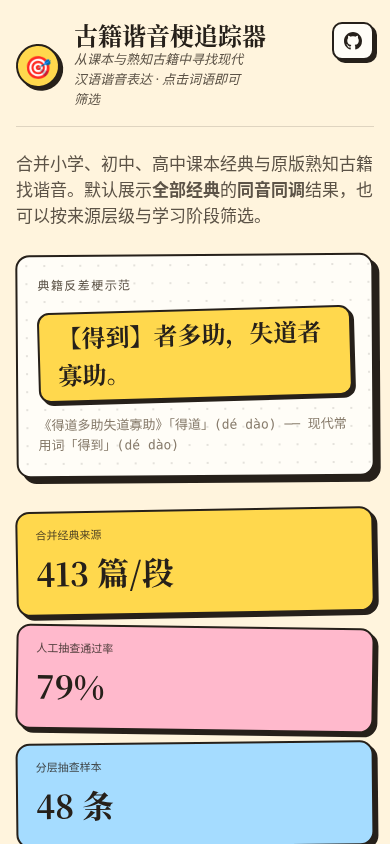 古籍谐音梗追踪器
从课本与熟知古籍中寻找现代
汉语谐音表达 · 点击词语即可
筛选
合并小学、初中、高中课本经典与原版熟知古籍
找谐音。默认展示全部经典的同音同调结果，也
可以按来源层级与学习阶段筛选。
典籍反差梗示范
【得到】者多助，失道者
寡助。
《得道多助失道寡助》「得道」(dé dào) —— 现代常
用词「得到」(dé dào)
合并经典来源
413 篇/段
人工抽查通过率
79%
分层抽查样本
48 条